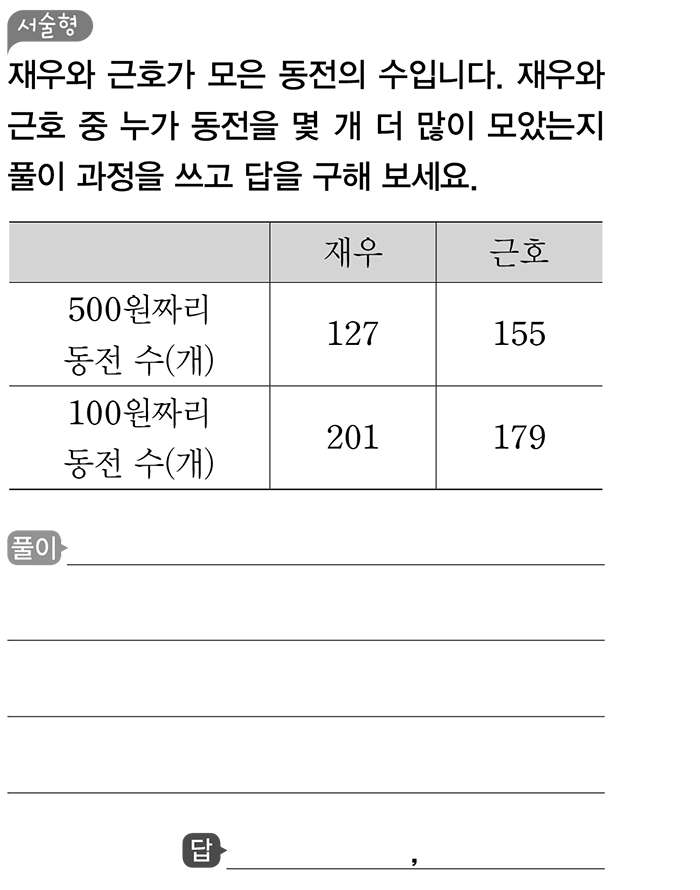 서술형
재우와 근호가 모은 동전의 수입니다. 재우와
근호 중 누가 동전을 몇 개 더 많이 모았는지
풀이 과정을 쓰고 답을 구해 보세요.
재우 근호
500원짜리
동전 수(개) 127 155
100원짜리
동전 수(개) 201 179
풀이
답 ,